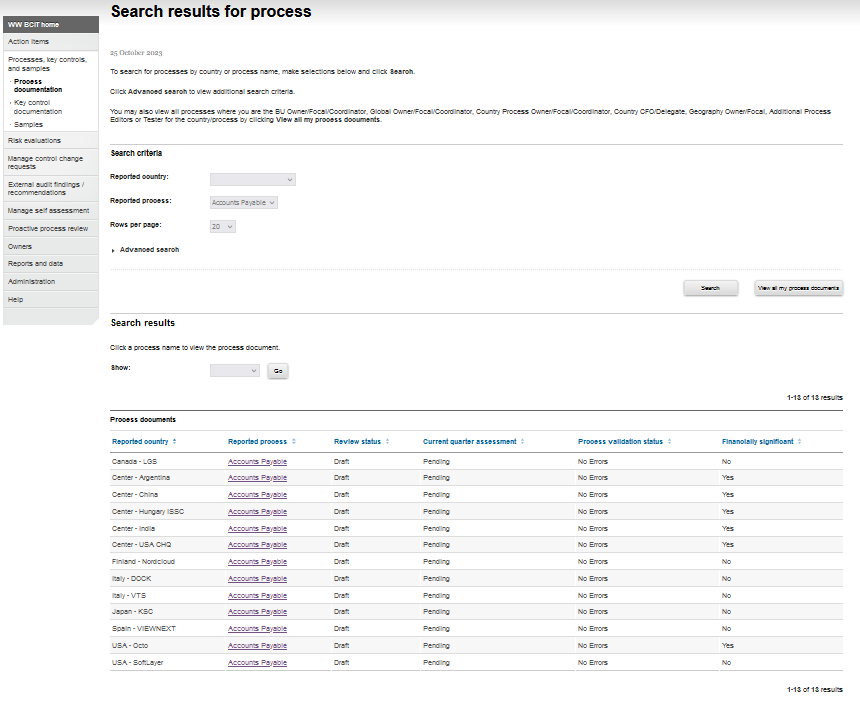 Search results for process
WW BCIT home
Action items
Processes, key controls,
and samples
Process
documentation
Key control
documentation
Samples
Risk evaluations
Manage control change
requests
External audit findings /
recommendations
Manage self assessment
Proactive process review
Owners
Reports and data
Administration
Help
25 October 2023
To search for processes by country or process name, make selections below and click Search.
Click Advanced search to view additional search criteria.
You may also view all processes where you are the BU Owner/Focal/Coordinator, Global Owner/Focal/Coordinator, Country Process Owner/Focal/Coordinator, Country CFO/Delegate, Geography Owner/Focal, Additional Process
Editors or Tester for the country/process by clicking View all my process documents.
Search criteria
Reported country:
Reported process: Accounts Payable
Rows per page: 20
Advanced search
Search View all my process documents
Search results
Click a process name to view the process document.
Show: Go
1-13 of 13 results
Process documents
Reported country Reported process Review status Current quarter assessment Process validation status Financially significant
Canada - LGS Accounts Payable Draft Pending No Errors No
Center - Argentina Accounts Payable Draft Pending No Errors Yes
Center - China Accounts Payable Draft Pending No Errors Yes
Center - Hungary ISSC Accounts Payable Draft Pending No Errors Yes
Center - India Accounts Payable Draft Pending No Errors Yes
Center - USA CHQ Accounts Payable Draft Pending No Errors Yes
Finland - Nordcloud Accounts Payable Draft Pending No Errors No
Italy - DOCK Accounts Payable Draft Pending No Errors No
Italy - VTS Accounts Payable Draft Pending No Errors No
Japan - KSC Accounts Payable Draft Pending No Errors No
Spain - VIEWNEXT Accounts Payable Draft Pending No Errors No
USA - Octo Accounts Payable Draft Pending No Errors Yes
USA - SoftLayer Accounts Payable Draft Pending No Errors No
1-13 of 13 results